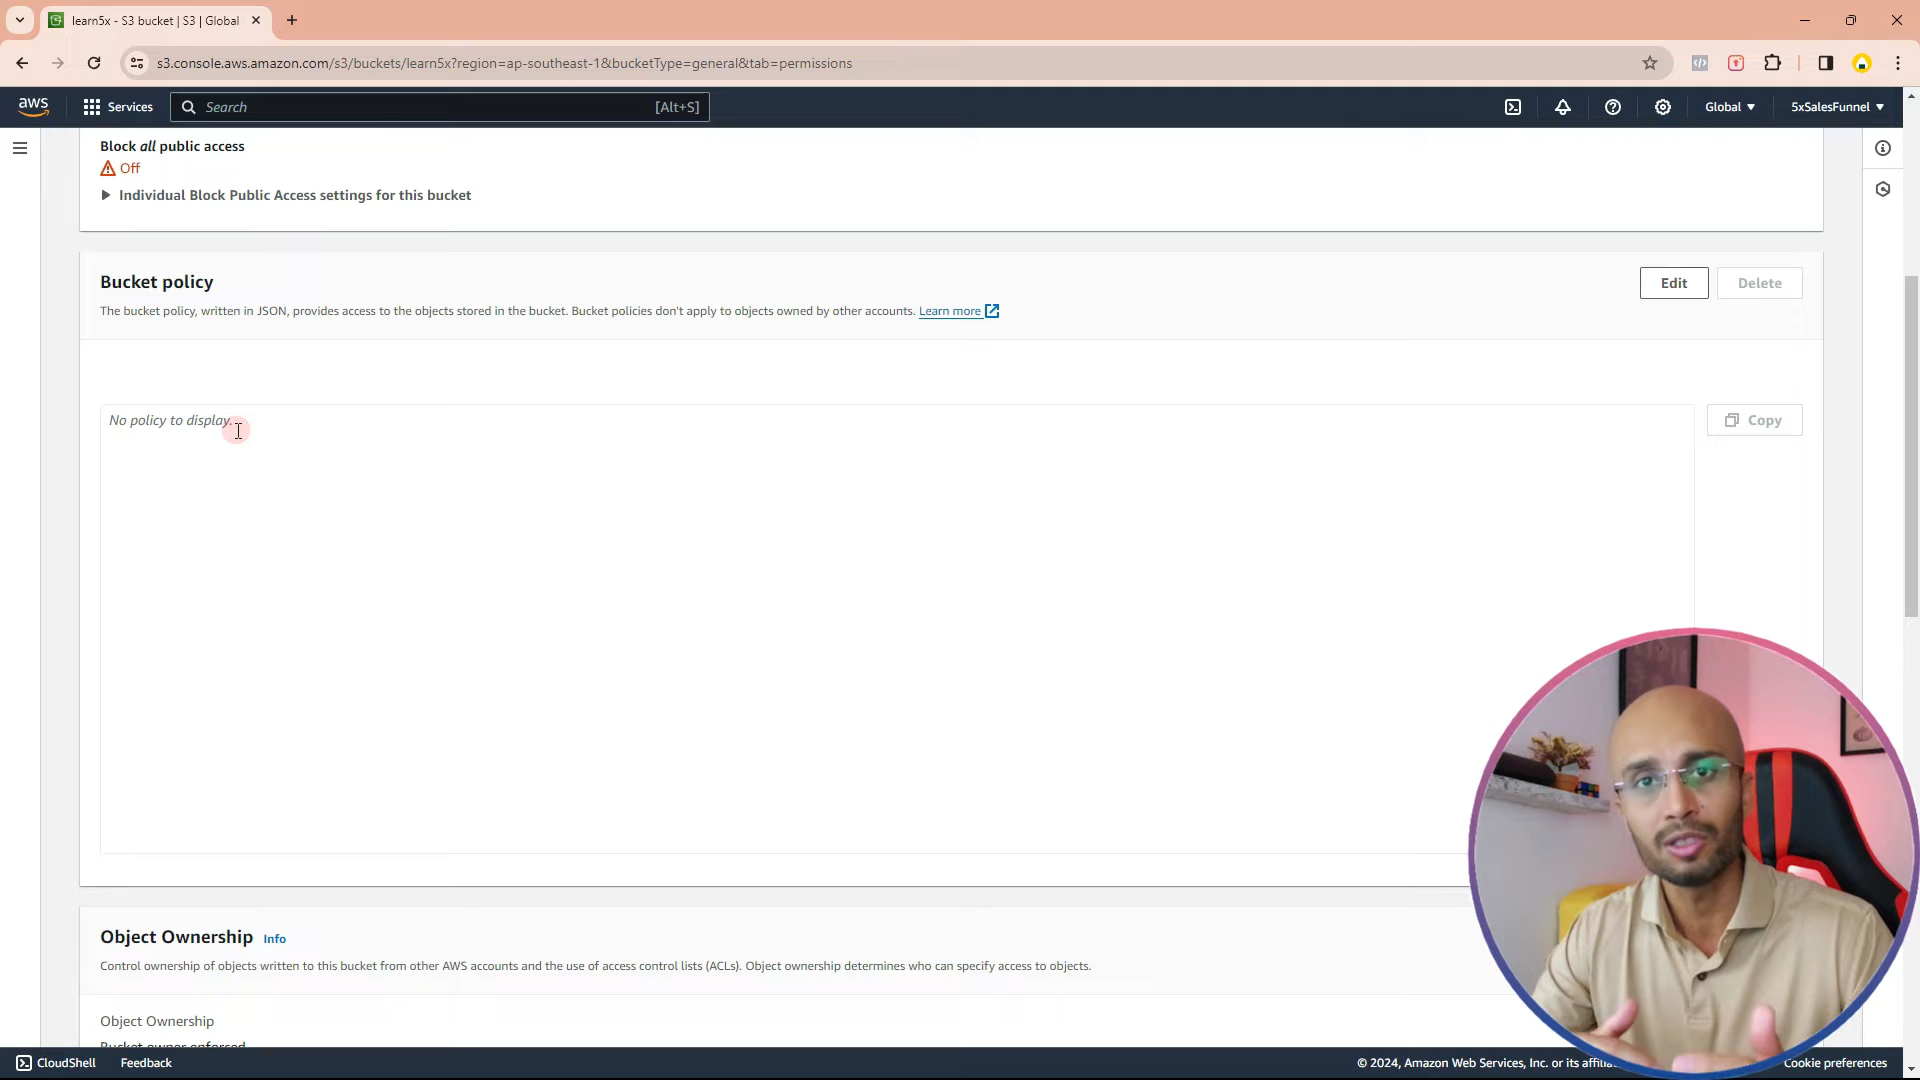 learn5x - S3 bucket | S3 | Global
s3.console.aws.amazon.com/s3/buckets/learn5x?region=ap-southeast-1&bucketType=general&tab=permissions
aws
Services
Search
[Alt+S]
Global
5xSalesFunnel
Block all public access
Off
Individual Block Public Access settings for this bucket
Bucket policy
Edit
Delete
The bucket policy, written in JSON, provides access to the objects stored in the bucket. Bucket policies don't apply to objects owned by other accounts. Learn more
No policy to display.
Copy
Object Ownership Info
Control ownership of objects written to this bucket from other AWS accounts and the use of access control lists (ACLs). Object ownership determines who can specify access to objects.
Object Ownership
Bucket owner enforced
CloudShell
Feedback
© 2024, Amazon Web Services, Inc. or its
Cookie preferences